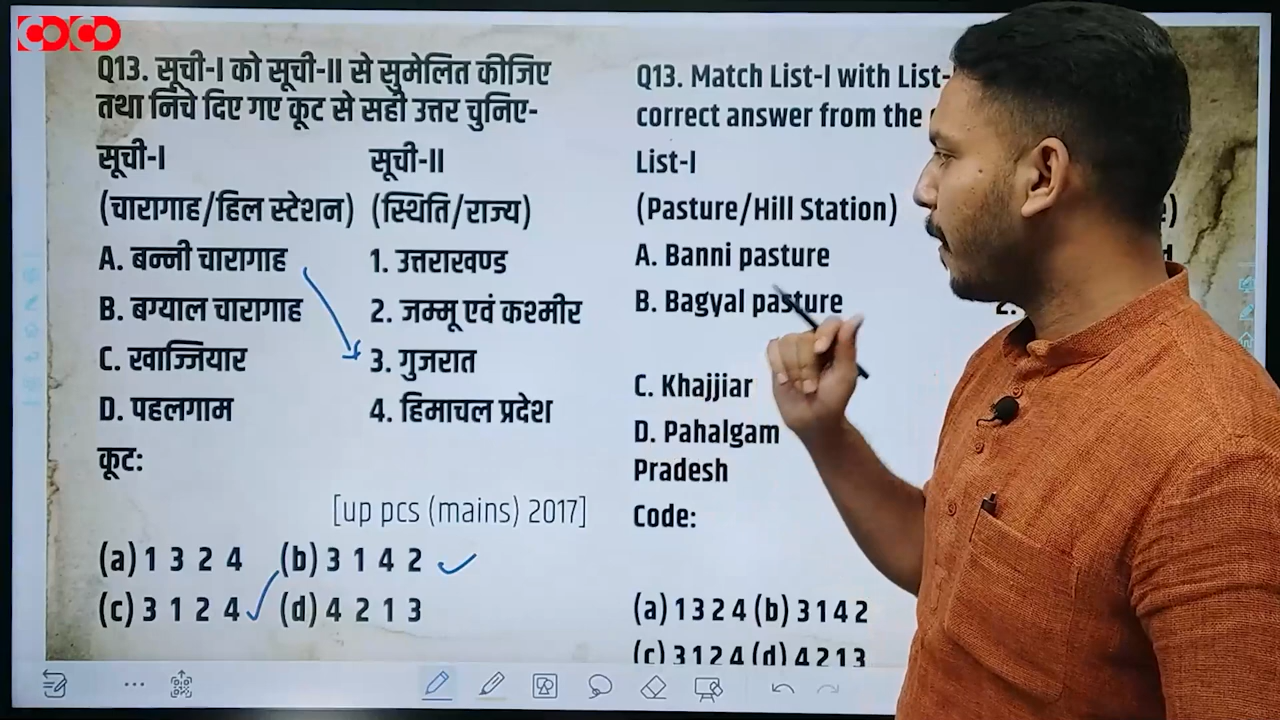 COCO
Q13. सूची-I को सूची-II से सुमेलित कीजिए
तथा निचे दिए गए कूट से सही उत्तर चुनिए-
सूची-I सूची-II
(चारागाह/हिल स्टेशन) (स्थिति/राज्य)
A. बन्नी चारागाह 1. उत्तराखण्ड
B. बग्याल चारागाह 2. जम्मू एवं कश्मीर
C. खाज्जियार 3. गुजरात
D. पहलगाम 4. हिमाचल प्रदेश
कूट:
[up pcs (mains) 2017]
(a) 1 3 2 4 (b) 3 1 4 2
(c) 3 1 2 4 (d) 4 2 1 3
Q13. Match List-I with List-
correct answer from the
List-I
(Pasture/Hill Station)
A. Banni pasture
B. Bagyal pasture 2.
C. Khajjiar
D. Pahalgam
Pradesh
Code:
(a) 1 3 2 4 (b) 3 1 4 2
(c) 3 1 2 4 (d) 4 2 1 3